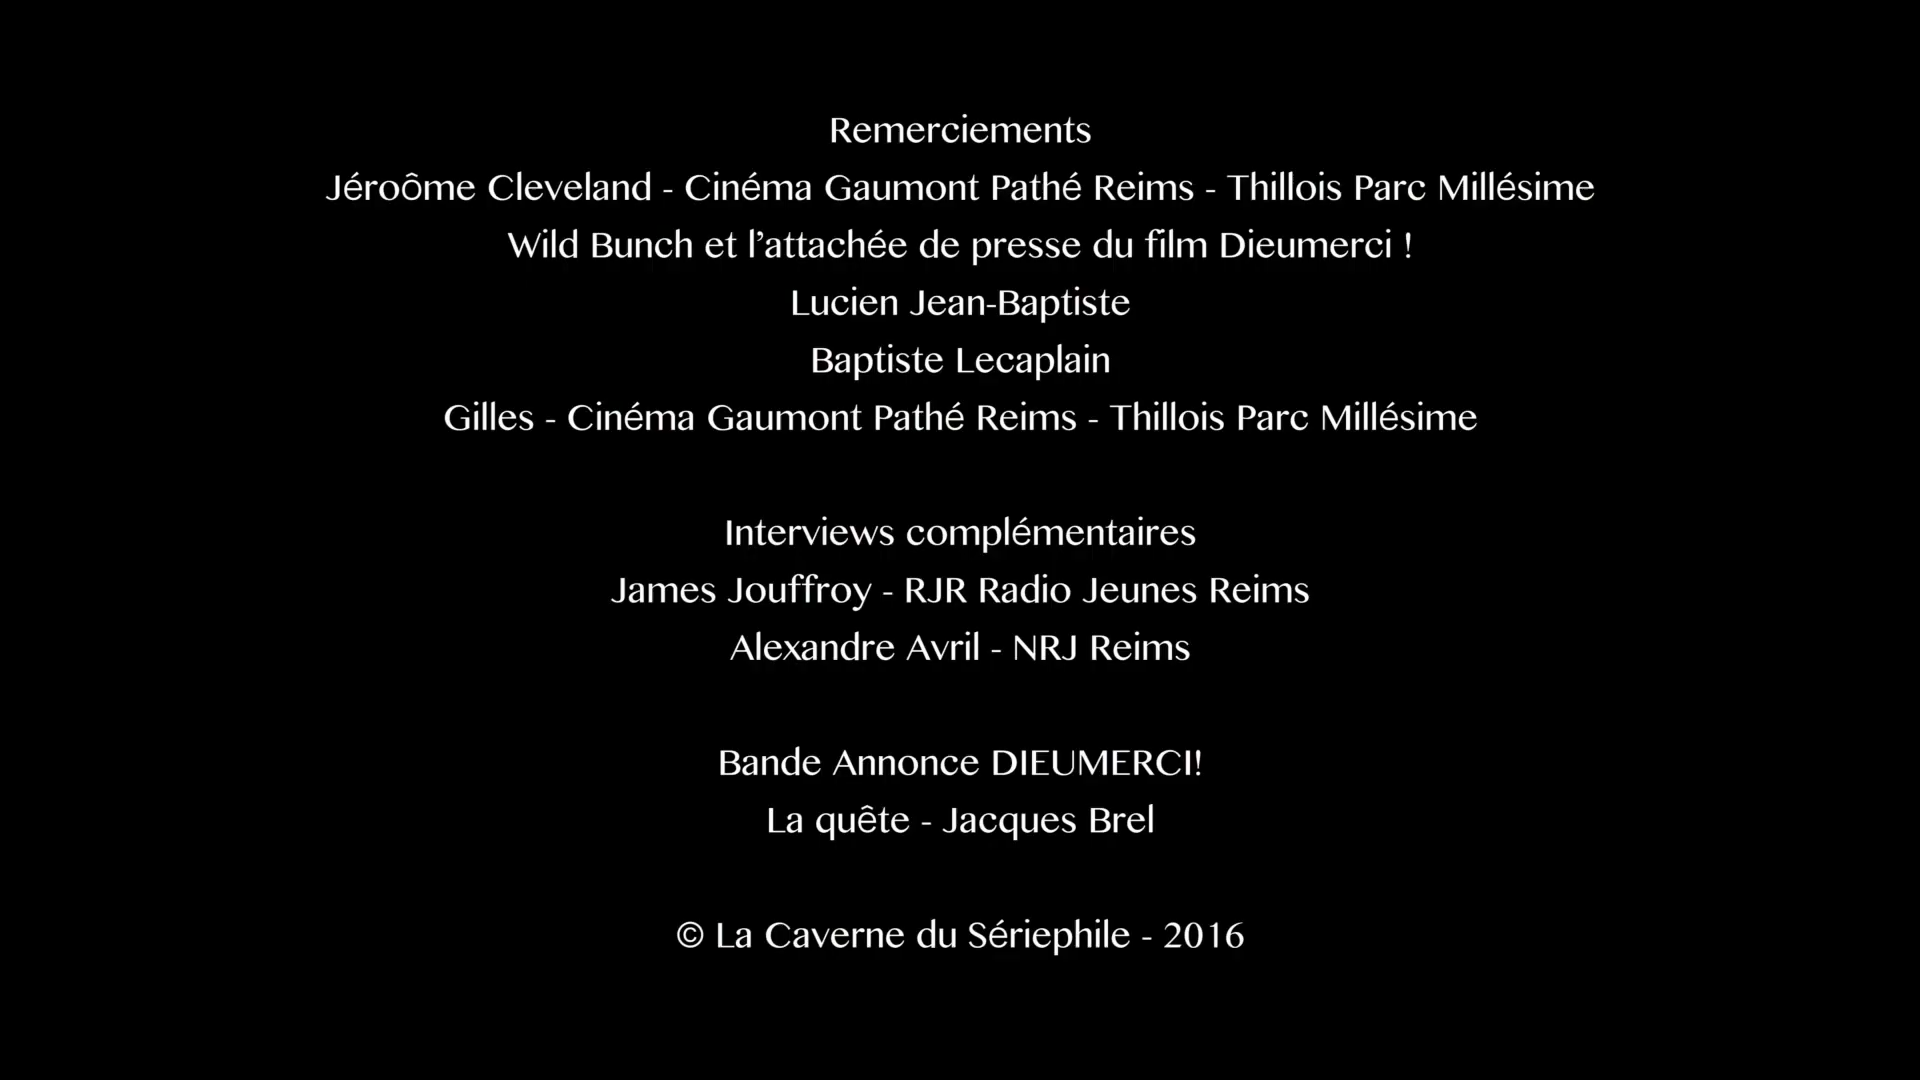 Remerciements
Jéroôme Cleveland - Cinéma Gaumont Pathé Reims - Thillois Parc Millésime
Wild Bunch et l’attachée de presse du film Dieumerci !
Lucien Jean-Baptiste
Baptiste Lecaplain
Gilles - Cinéma Gaumont Pathé Reims - Thillois Parc Millésime
Interviews complémentaires
James Jouffroy - RJR Radio Jeunes Reims
Alexandre Avril - NRJ Reims
Bande Annonce DIEUMERCI!
La quête - Jacques Brel
© La Caverne du Sériephile - 2016